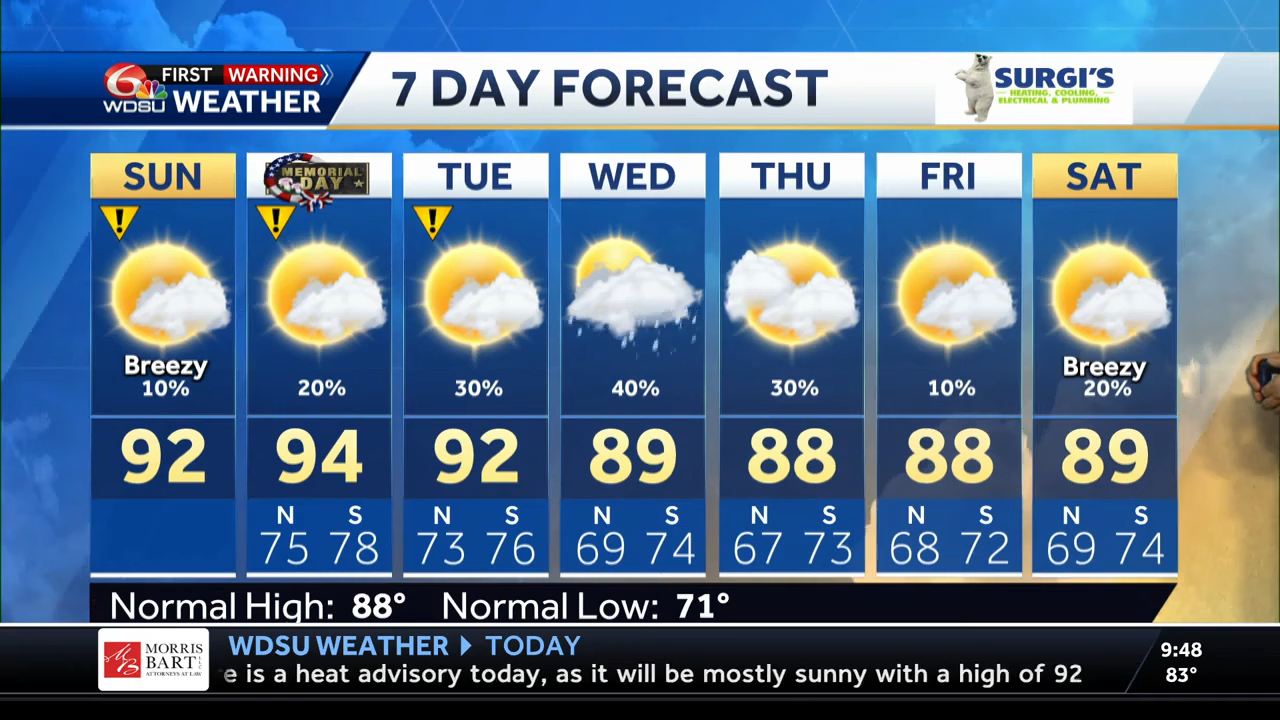 6 WDSU FIRST WARNING WEATHER
7 DAY FORECAST
SURGI'S
HEATING, COOLING,
ELECTRICAL & PLUMBING
SUN MEMORIAL DAY TUE WED THU FRI SAT
! ! !
Breezy Breezy
10% 20% 30% 40% 30% 10% 20%
92 94 92 89 88 88 89
N S N S N S N S N S N S
75 78 73 76 69 74 67 73 68 72 69 74
Normal High: 88° Normal Low: 71°
MB MORRIS BART LLC ATTORNEYS AT LAW
WDSU WEATHER TODAY
e is a heat advisory today, as it will be mostly sunny with a high of 92
9:48
83°